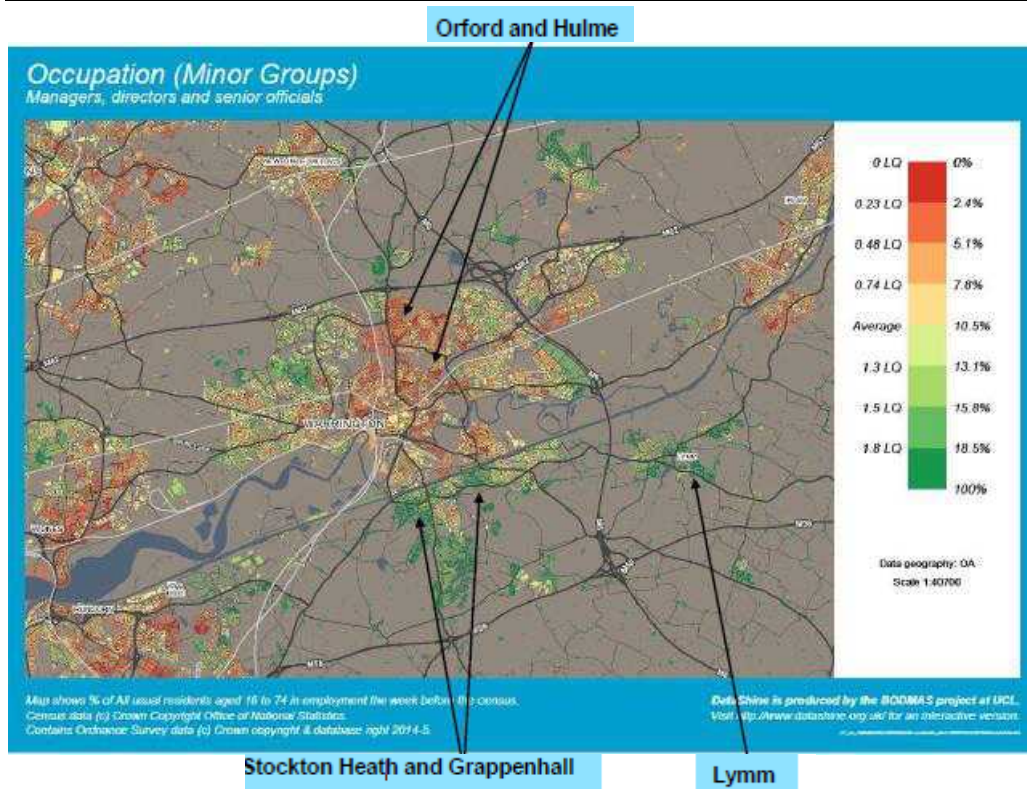 Orford and Hulme
Occupation (Minor Groups)
Managers, directors and senior officials
0 LQ 0%
0.23 LQ 2.4%
0.48 LQ 5.1%
0.74 LQ 7.8%
Average 10.5%
1.3 LQ 13.1%
1.5 LQ 15.8%
1.8 LQ 18.5%
100%
WARRINGTON
LYMM
WIDNES
RUNCORN
M56
Data geography: OA
Scale 1:40700
Map shows % of All usual residents aged 16 to 74 in employment the week before the census.
Census data (c) Crown Copyright Office of National Statistics.
Contains Ordnance Survey data (c) Crown copyright & database right 2014-5.
DataShine is produced by the BODMAS project at UCL.
Visit http://www.datashine.org.uk/ for an interactive version.
Stockton Heath and Grappenhall
Lymm